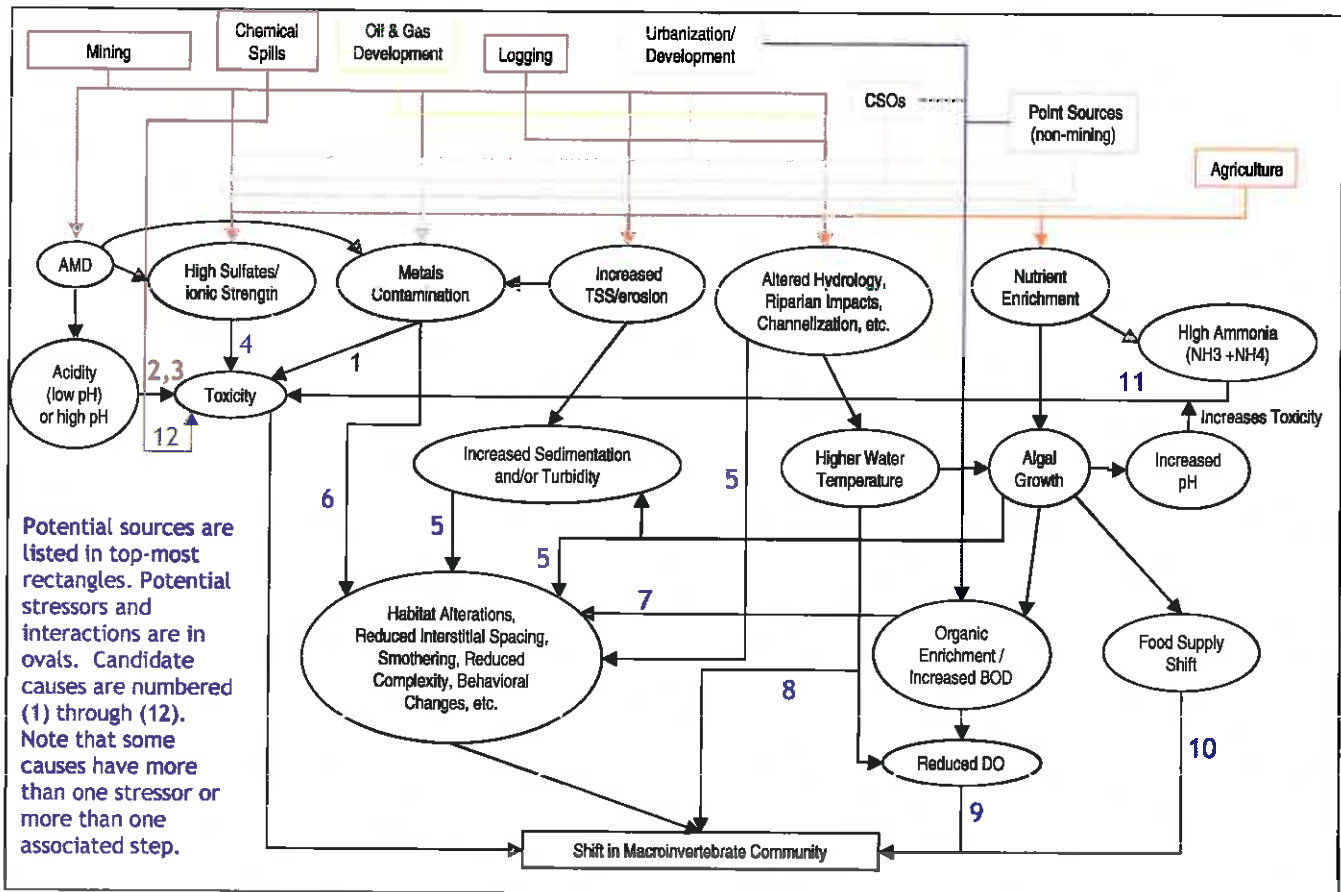 Mining
Chemical
Spills
Oil & Gas
Development
Logging
Urbanization/
Development
CSOs
Point Sources
(non-mining)
Agriculture
AMD
High Sulfates/
ionic Strength
Metals
Contamination
Increased
TSS/erosion
Altered Hydrology,
Riparian Impacts,
Channelization, etc.
Nutrient
Enrichment
High Ammonia
(NH3 +NH4)
Acidity
(low pH)
or high pH
2,3
4
1
Toxicity
12
11
Increases Toxicity
Increased Sedimentation
and/or Turbidity
Higher Water
Temperature
Algal
Growth
Increased
pH
6
5
5
5
Potential sources are
listed in top-most
rectangles. Potential
stressors and
interactions are in
ovals. Candidate
causes are numbered
(1) through (12).
Note that some
causes have more
than one stressor or
more than one
associated step.
Habitat Alterations,
Reduced Interstitial Spacing,
Smothering, Reduced
Complexity, Behavioral
Changes, etc.
7
Organic
Enrichment /
Increased BOD
Food Supply
Shift
8
Reduced DO
10
9
Shift in Macroinvertebrate Community